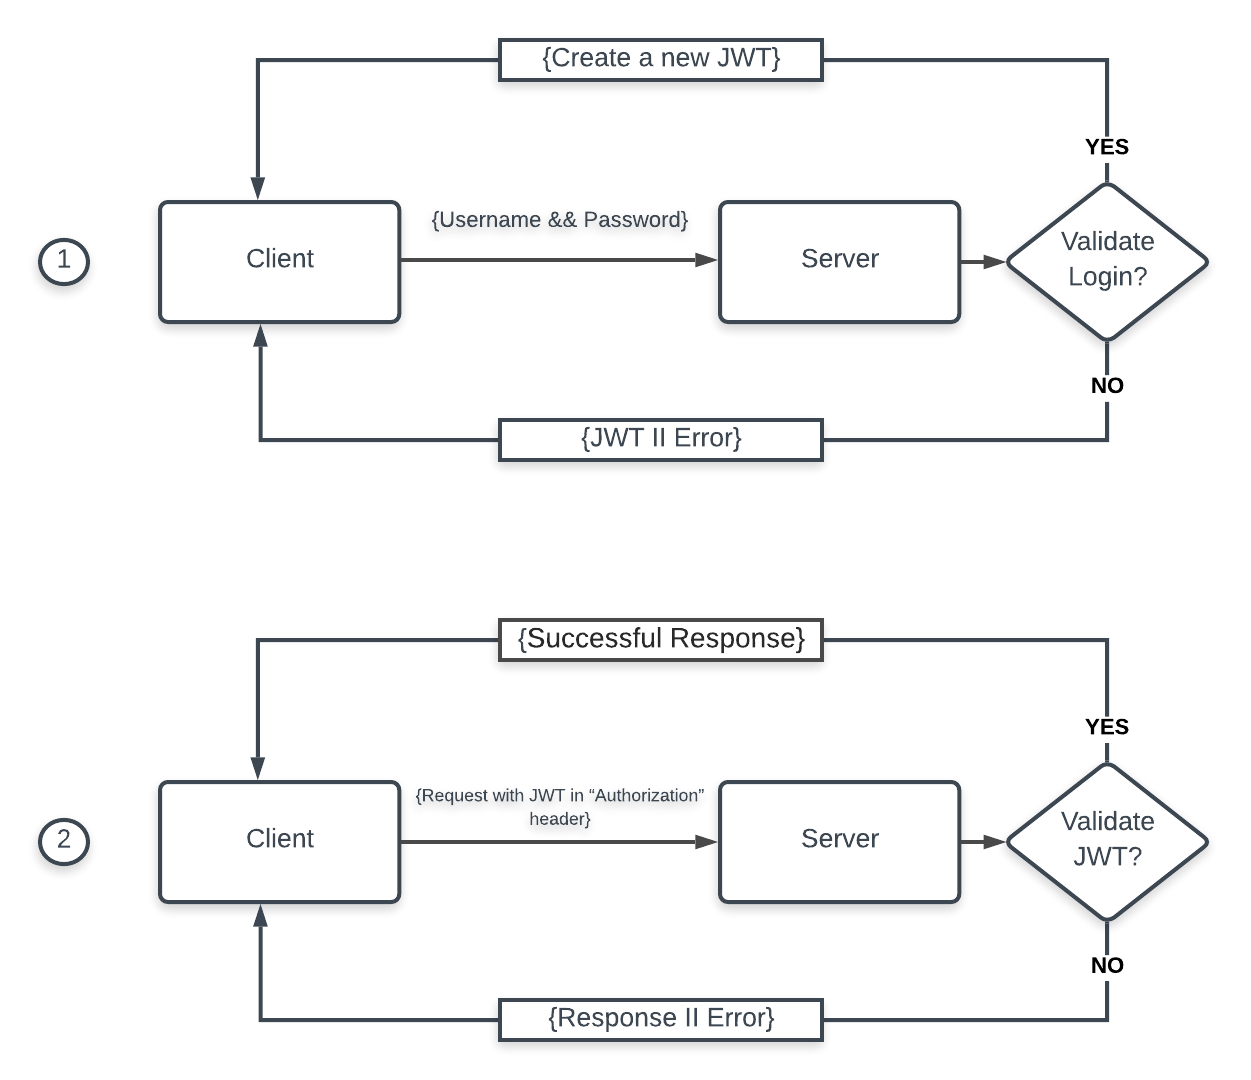 {Create a new JWT}
YES
{Username && Password}
1
Client
Server
Validate
Login?
NO
{JWT II Error}
{Successful Response}
YES
{Request with JWT in “Authorization”
header}
2
Client
Server
Validate
JWT?
NO
{Response II Error}